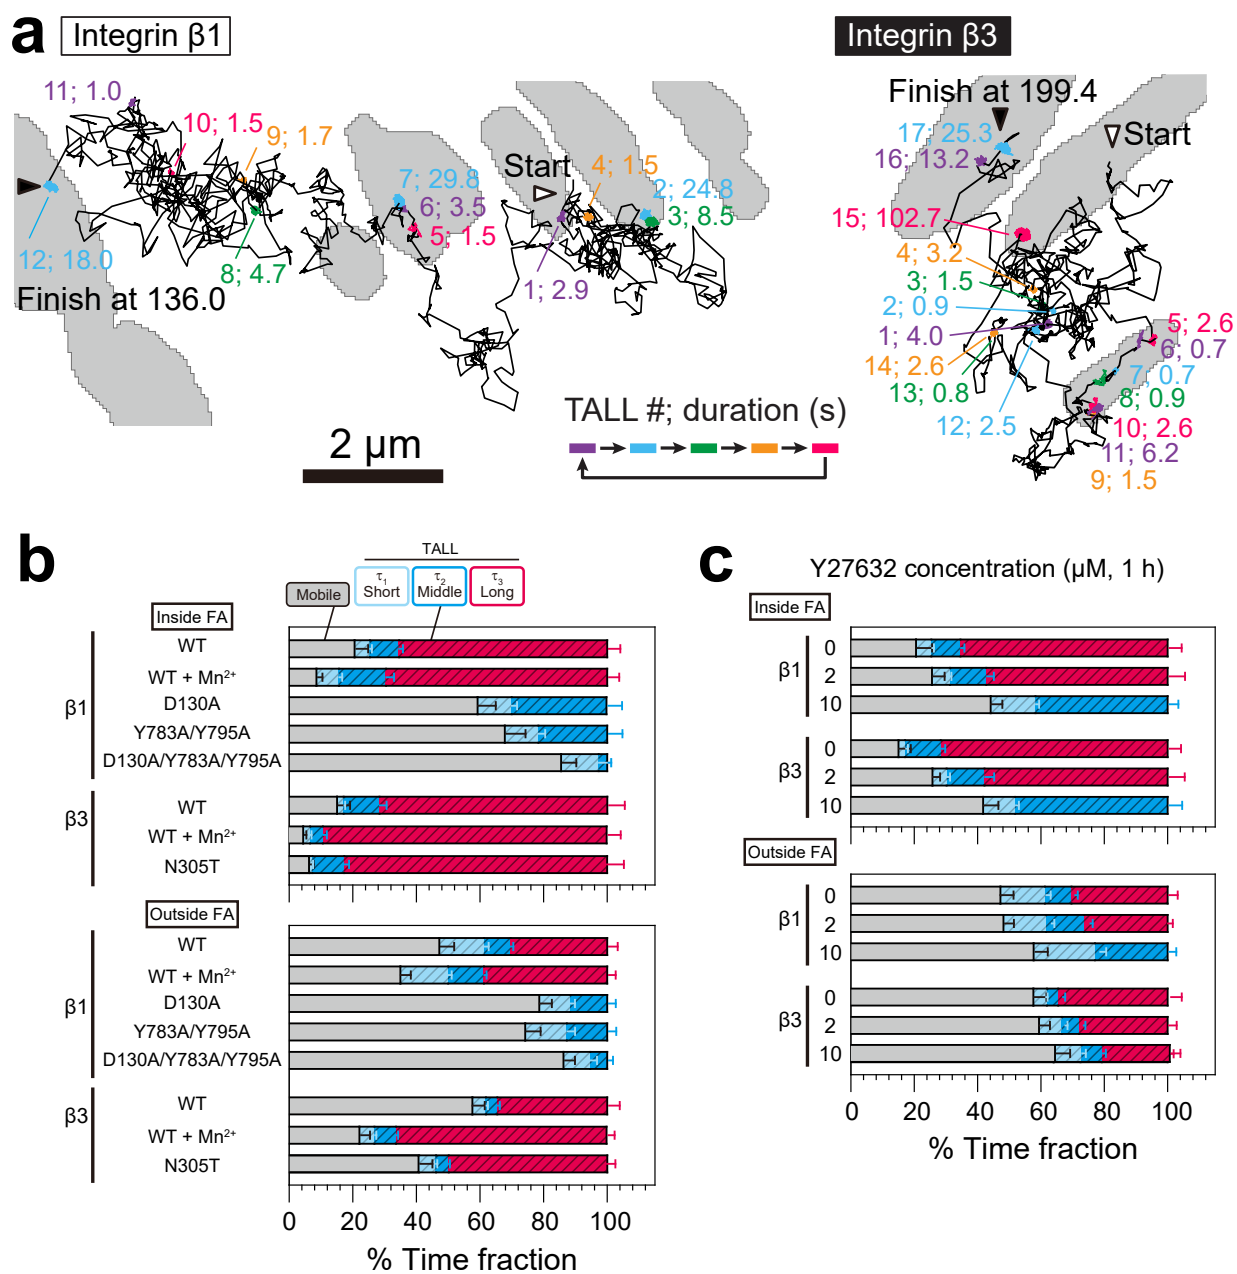 a
Integrin β1
Integrin β3
11; 1.0
10; 1.5
9; 1.7
Start
4; 1.5
7; 29.8
2; 24.8
6; 3.5
3; 8.5
5; 1.5
12; 18.0
8; 4.7
1; 2.9
Finish at 136.0
Finish at 199.4
17; 25.3
Start
16; 13.2
15; 102.7
4; 3.2
3; 1.5
2; 0.9
1; 4.0
5; 2.6
6; 0.7
14; 2.6
7; 0.7
13; 0.8
8; 0.9
12; 2.5
10; 2.6
11; 6.2
9; 1.5
2 μm
TALL #; duration (s)
b
TALL
Mobile
τ1 Short
τ2 Middle
τ3 Long
Inside FA
β1
WT
WT + Mn²⁺
D130A
Y783A/Y795A
D130A/Y783A/Y795A
β3
WT
WT + Mn²⁺
N305T
Outside FA
β1
WT
WT + Mn²⁺
D130A
Y783A/Y795A
D130A/Y783A/Y795A
β3
WT
WT + Mn²⁺
N305T
0 20 40 60 80 100
% Time fraction
c
Y27632 concentration (μM, 1 h)
Inside FA
β1
0
2
10
β3
0
2
10
Outside FA
β1
0
2
10
β3
0
2
10
0 20 40 60 80 100
% Time fraction